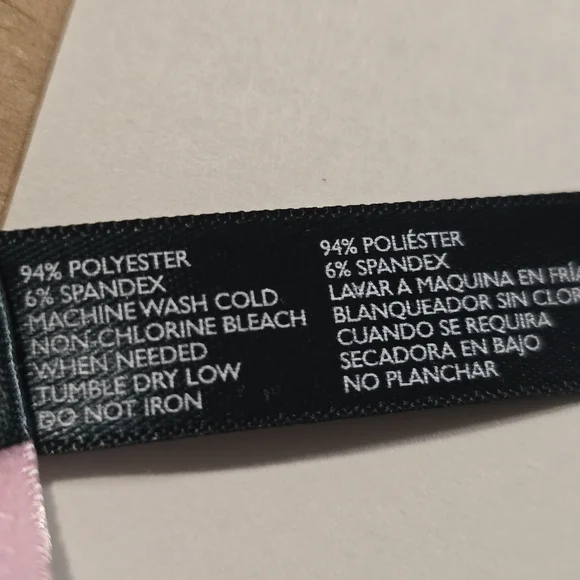 94% POLYESTER
6% SPANDEX
MACHINE WASH COLD
NON-CHLORINE BLEACH
WHEN NEEDED
TUMBLE DRY LOW
DO NOT IRON
94% POLIÉSTER
6% SPANDEX
LAVAR A MAQUINA EN FRÍA
BLANQUEADOR SIN CLOR
CUANDO SE REQUIRA
SECADORA EN BAJO
NO PLANCHAR